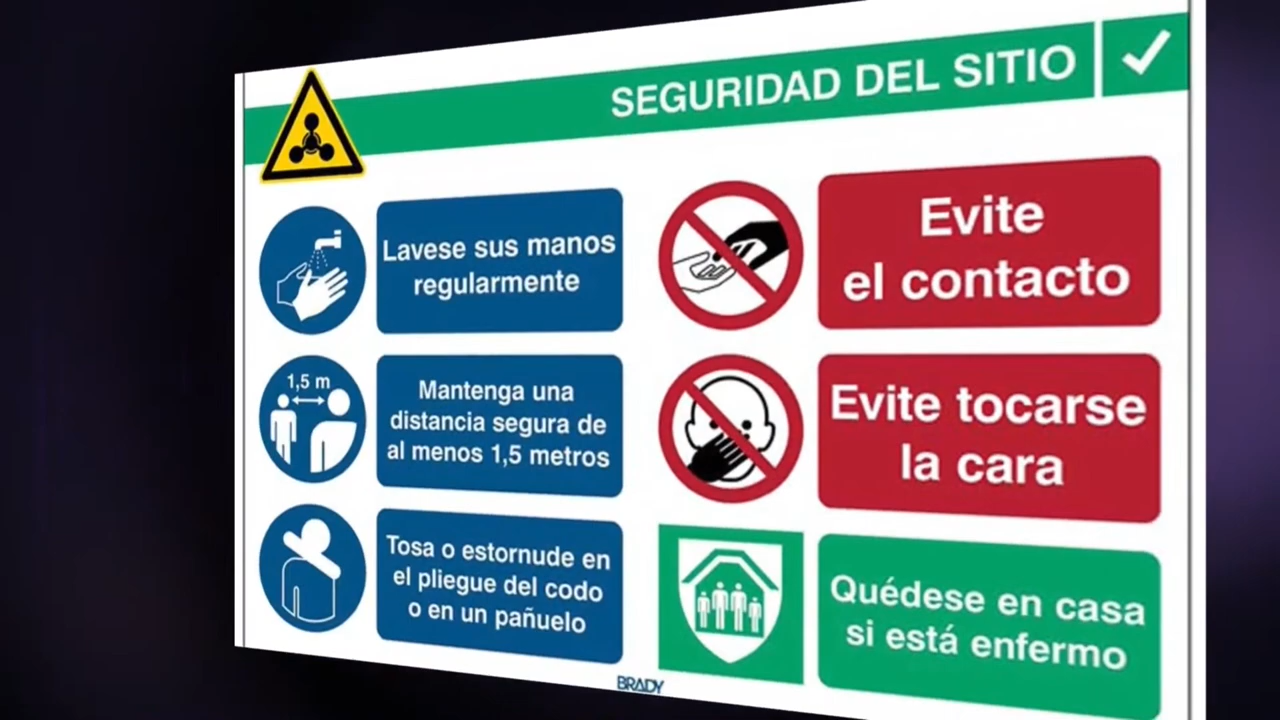 SEGURIDAD DEL SITIO
Lavese sus manos
regularmente
Evite
el contacto
1,5 m
Mantenga una
distancia segura de
al menos 1,5 metros
Evite tocarse
la cara
Tosa o estornude en
el pliegue del codo
o en un pañuelo
Quédese en casa
si está enfermo
BRADY